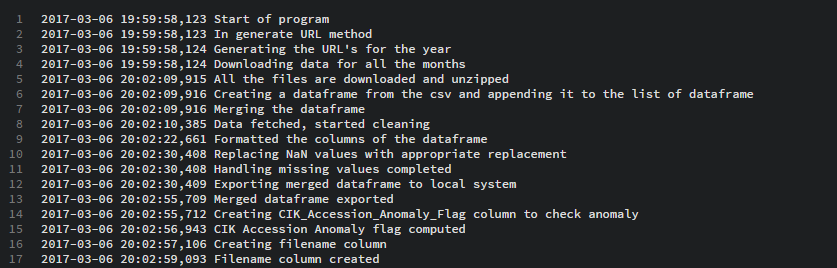 1 2017-03-06 19:59:58,123 Start of program
2 2017-03-06 19:59:58,123 In generate URL method
3 2017-03-06 19:59:58,124 Generating the URL's for the year
4 2017-03-06 19:59:58,124 Downloading data for all the months
5 2017-03-06 20:02:09,915 All the files are downloaded and unzipped
6 2017-03-06 20:02:09,916 Creating a dataframe from the csv and appending it to the list of dataframe
7 2017-03-06 20:02:09,916 Merging the dataframe
8 2017-03-06 20:02:10,385 Data fetched, started cleaning
9 2017-03-06 20:02:22,661 Formatted the columns of the dataframe
10 2017-03-06 20:02:30,408 Replacing NaN values with appropriate replacement
11 2017-03-06 20:02:30,408 Handling missing values completed
12 2017-03-06 20:02:30,409 Exporting merged dataframe to local system
13 2017-03-06 20:02:55,709 Merged dataframe exported
14 2017-03-06 20:02:55,712 Creating CIK_Accession_Anomaly_Flag column to check anomaly
15 2017-03-06 20:02:56,943 CIK Accession Anomaly flag computed
16 2017-03-06 20:02:57,106 Creating filename column
17 2017-03-06 20:02:59,093 Filename column created